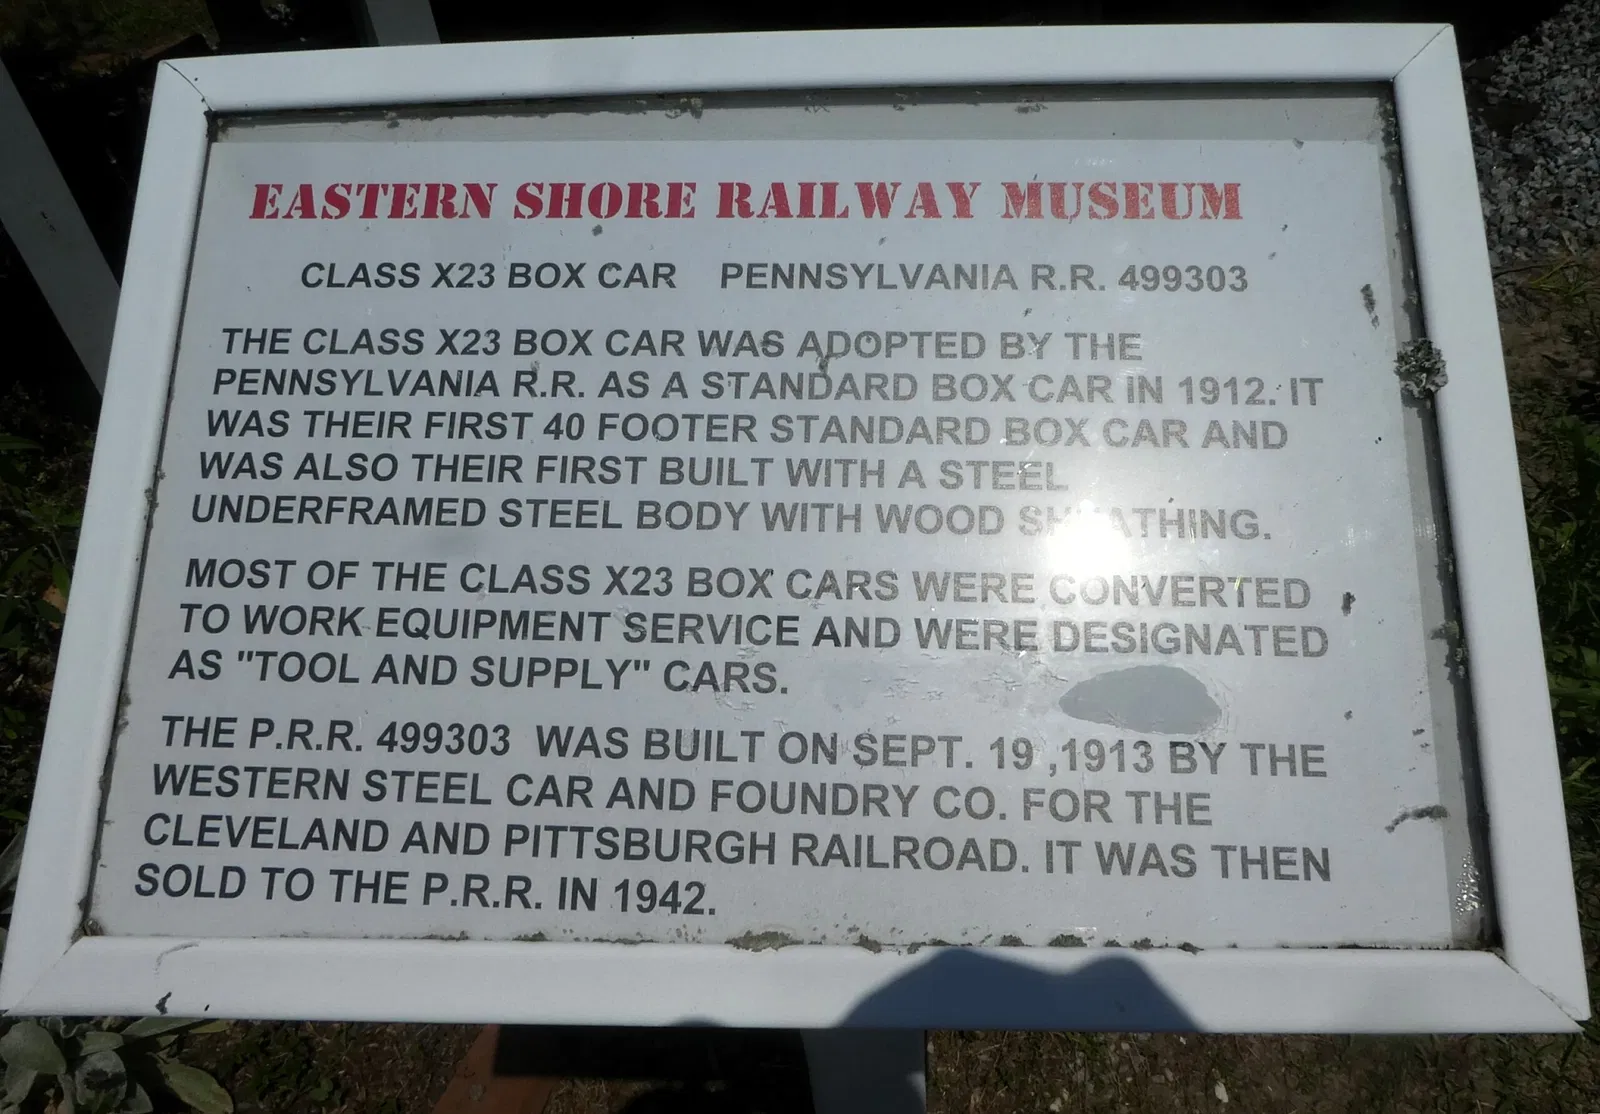 EASTERN SHORE RAILWAY MUSEUM
CLASS X23 BOX CAR PENNSYLVANIA R.R. 499303
THE CLASS X23 BOX CAR WAS ADOPTED BY THE
PENNSYLVANIA R.R. AS A STANDARD BOX CAR IN 1912. IT
WAS THEIR FIRST 40 FOOTER STANDARD BOX CAR AND
WAS ALSO THEIR FIRST BUILT WITH A STEEL
UNDERFRAMED STEEL BODY WITH WOOD SHEATHING.
MOST OF THE CLASS X23 BOX CARS WERE CONVERTED
TO WORK EQUIPMENT SERVICE AND WERE DESIGNATED
AS "TOOL AND SUPPLY" CARS.
THE P.R.R. 499303 WAS BUILT ON SEPT. 19 ,1913 BY THE
WESTERN STEEL CAR AND FOUNDRY CO. FOR THE
CLEVELAND AND PITTSBURGH RAILROAD. IT WAS THEN
SOLD TO THE P.R.R. IN 1942.